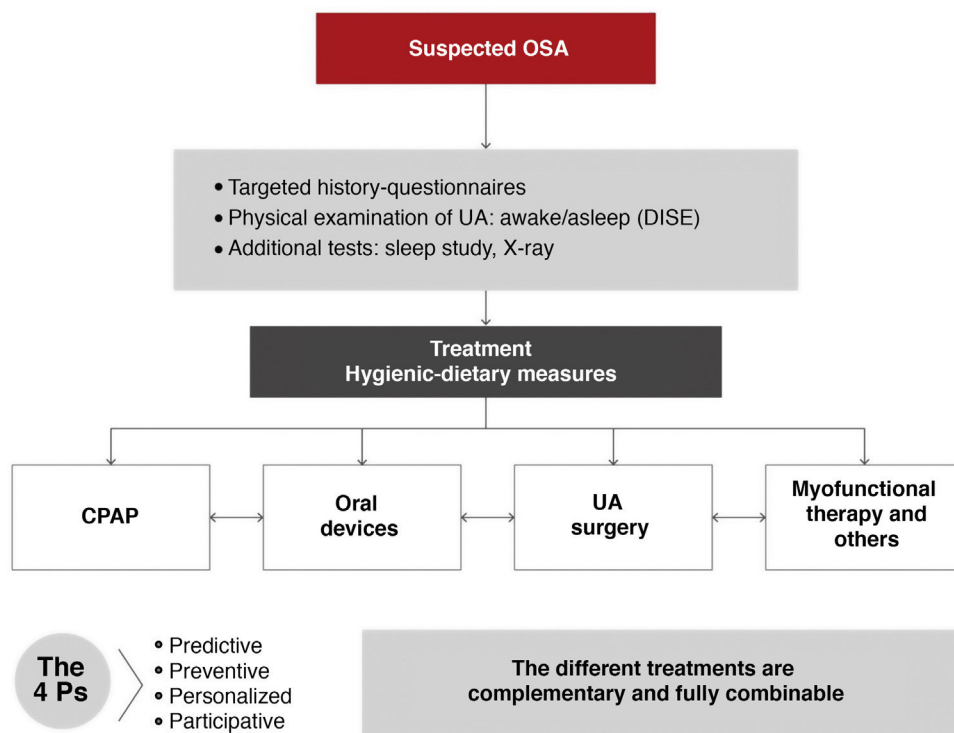 Suspected OSA
• Targeted history-questionnaires
• Physical examination of UA: awake/asleep (DISE)
• Additional tests: sleep study, X-ray
Treatment
Hygienic-dietary measures
CPAP
Oral
devices
UA
surgery
Myofunctional
therapy and
others
The
4 Ps
• Predictive
• Preventive
• Personalized
• Participative
The different treatments are
complementary and fully combinable